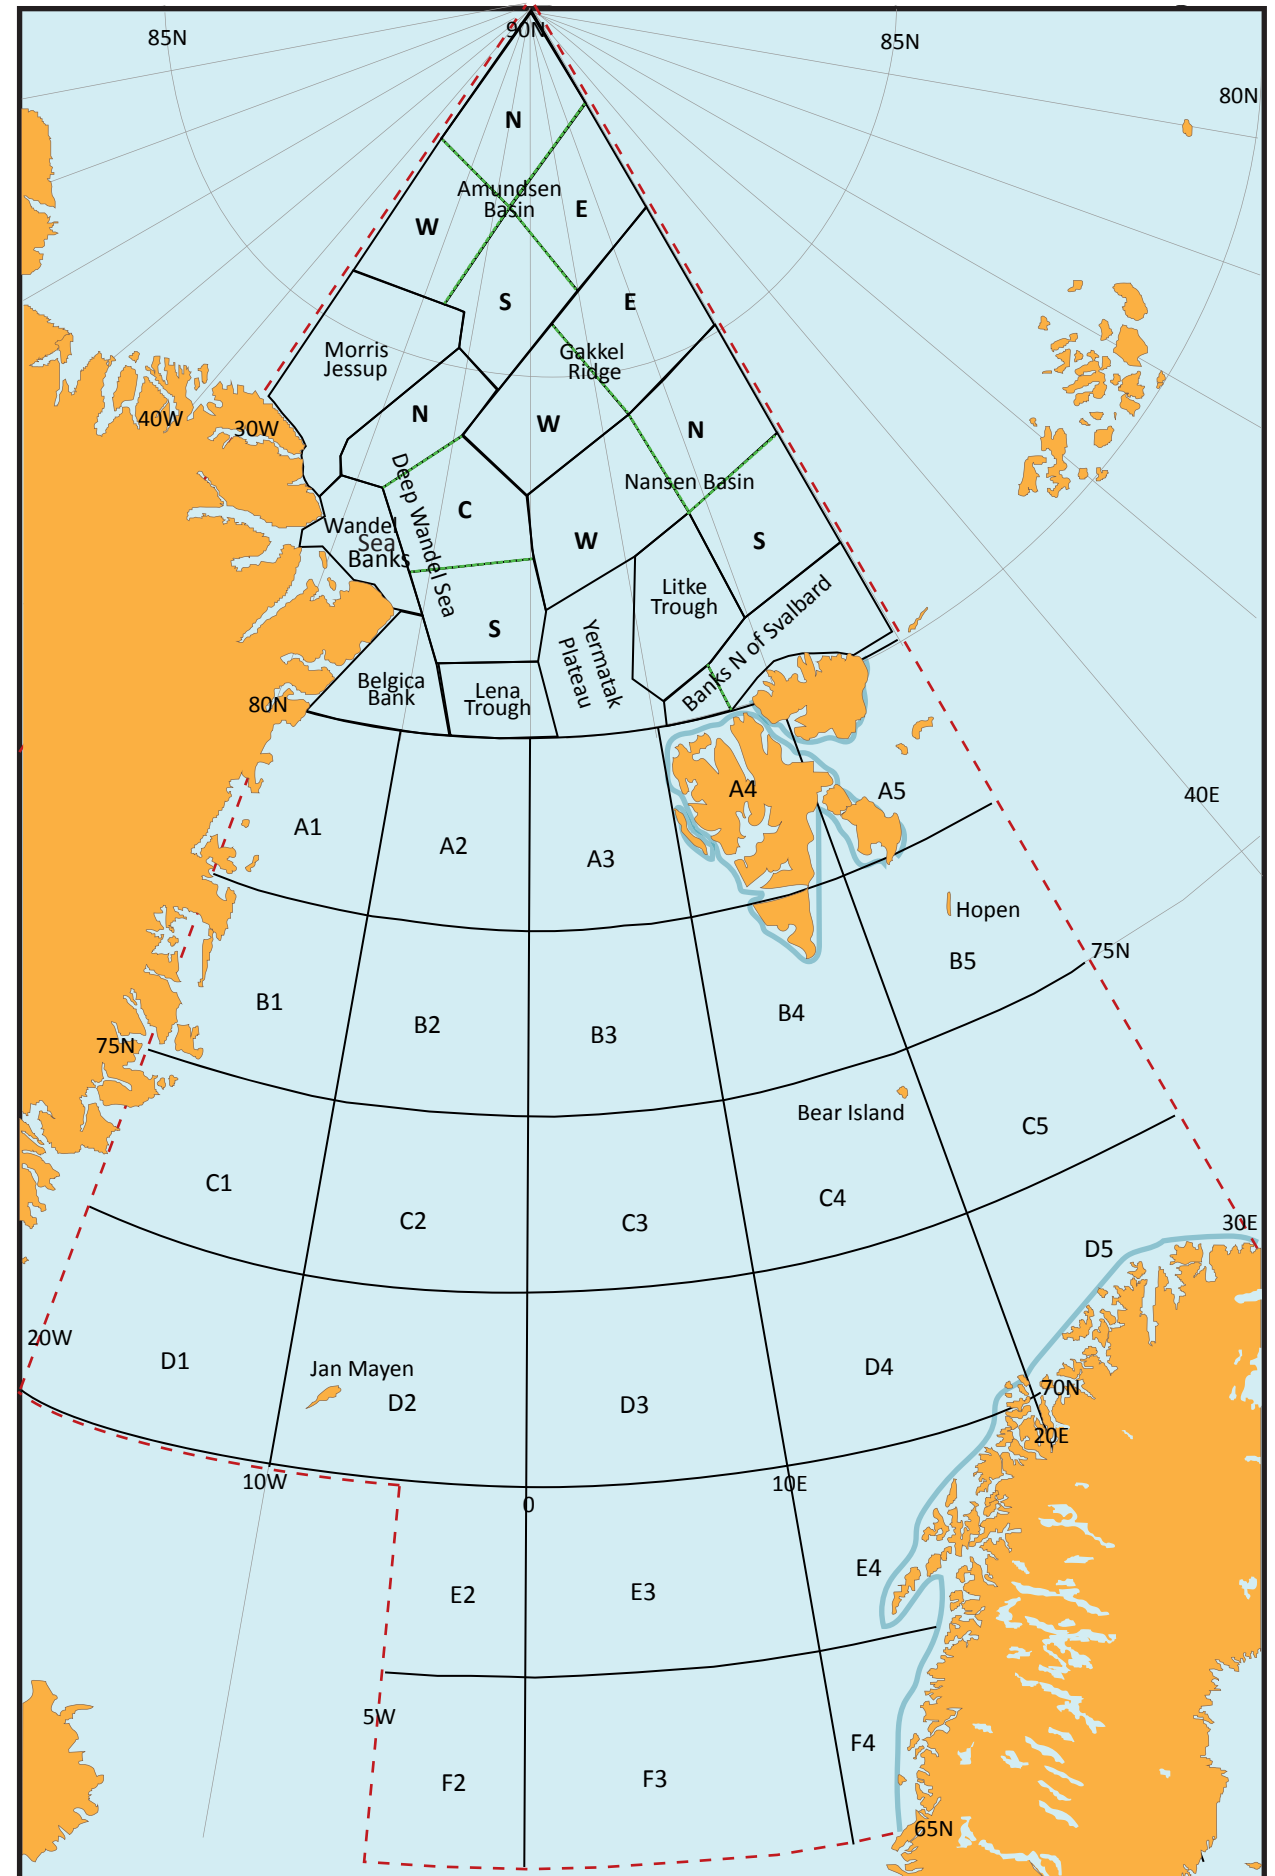 90N
85N
85N
80N
N
Amundsen
Basin
W
E
S
E
Morris
Jessup
Gakkel
Ridge
40W
30W
N
W
N
Deep Wandel Sea
Nansen Basin
C
Wandel
Sea
Banks
W
S
Litke
Trough
S
Yermatak
Plateau
Banks N of Svalbard
Belgica
Bank
Lena
Trough
80N
A1
A2
A3
A4
A5
40E
Hopen
75N
B1
B2
B3
B4
B5
75N
Bear Island
C1
C2
C3
C4
C5
30E
D5
20W
D1
Jan Mayen
D2
D3
D4
70N
20E
10W
0
10E
E2
E3
E4
5W
F2
F3
F4
65N